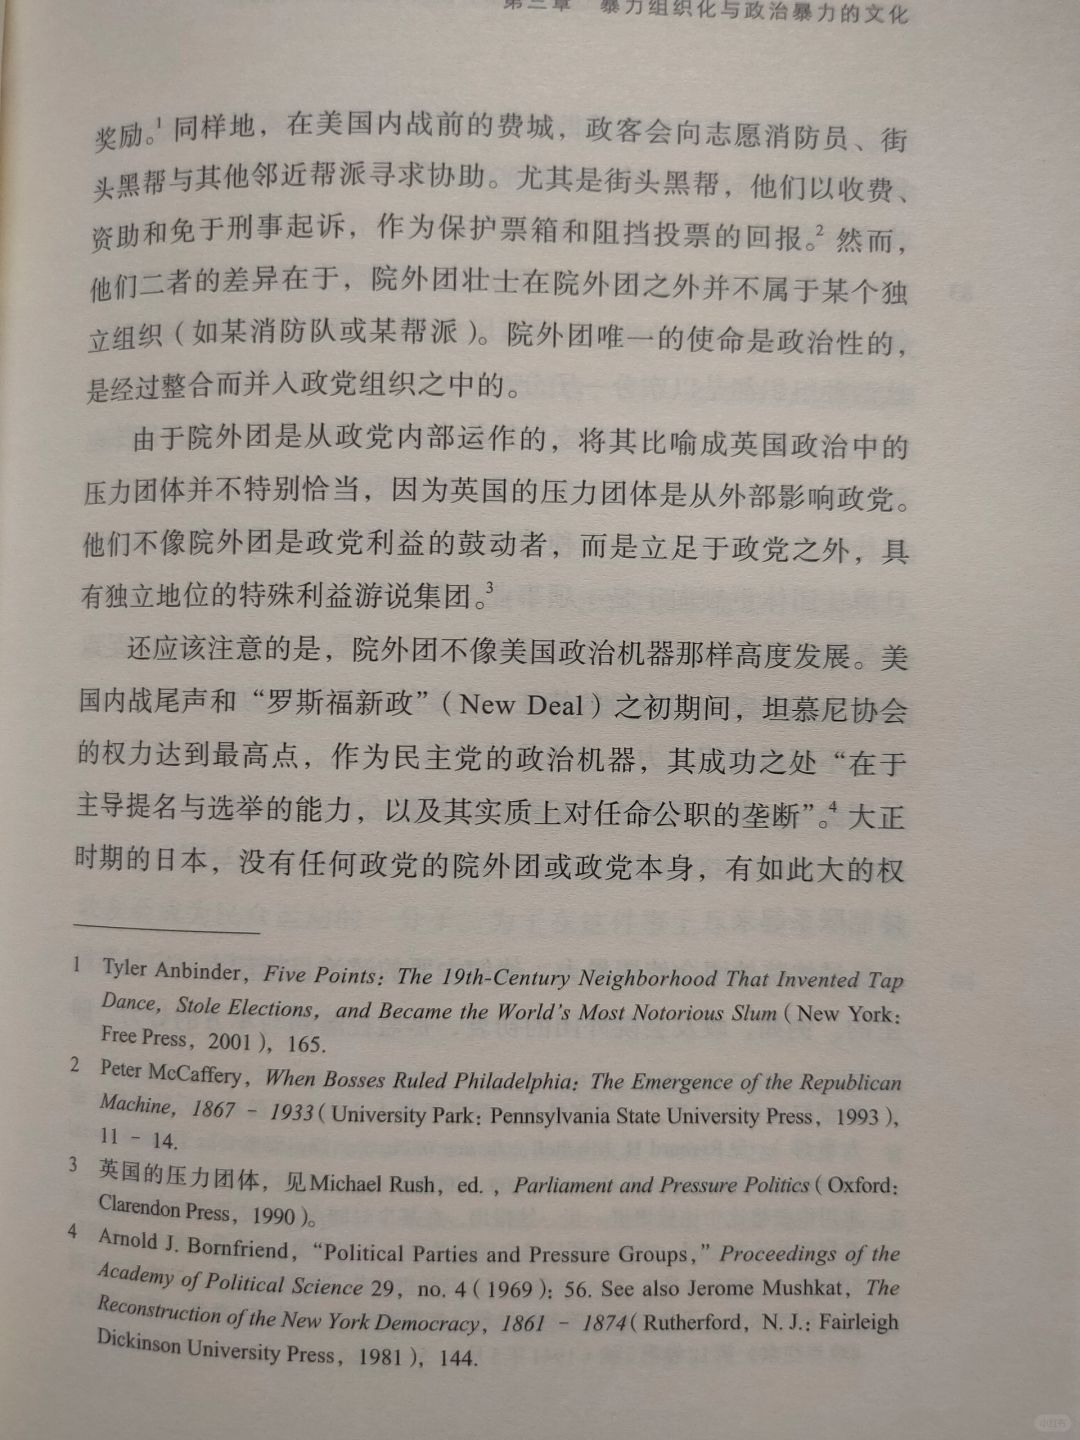 第三章 暴力组织化与政治暴力的文化
奖励。1 同样地，在美国内战前的费城，政客会向志愿消防员、街
头黑帮与其他邻近帮派寻求协助。尤其是街头黑帮，他们以收费、
资助和免于刑事起诉，作为保护票箱和阻挡投票的回报。2 然而，
他们二者的差异在于，院外团壮士在院外团之外并不属于某个独
立组织（如某消防队或某帮派）。院外团唯一的使命是政治性的，
是经过整合而并入政党组织之中的。
由于院外团是从政党内部运作的，将其比喻成英国政治中的
压力团体并不特别恰当，因为英国的压力团体是从外部影响政党。
他们不像院外团是政党利益的鼓动者，而是立足于政党之外，具
有独立地位的特殊利益游说集团。3
还应该注意的是，院外团不像美国政治机器那样高度发展。美
国内战尾声和“罗斯福新政”（New Deal）之初期间，坦慕尼协会
的权力达到最高点，作为民主党的政治机器，其成功之处“在于
主导提名与选举的能力，以及其实质上对任命公职的垄断”。4 大正
时期的日本，没有任何政党的院外团或政党本身，有如此大的权
1 Tyler Anbinder, Five Points: The 19th-Century Neighborhood That Invented Tap
Dance, Stole Elections, and Became the World's Most Notorious Slum (New York:
Free Press, 2001), 165.
2 Peter McCaffery, When Bosses Ruled Philadelphia: The Emergence of the Republican
Machine, 1867 - 1933 (University Park: Pennsylvania State University Press, 1993),
11 - 14.
3 英国的压力团体，见Michael Rush, ed., Parliament and Pressure Politics (Oxford:
Clarendon Press, 1990)。
4 Arnold J. Bornfriend, “Political Parties and Pressure Groups,” Proceedings of the
Academy of Political Science 29, no. 4 (1969): 56. See also Jerome Mushkat, The
Reconstruction of the New York Democracy, 1861 - 1874 (Rutherford, N. J.: Fairleigh
Dickinson University Press, 1981), 144.
小红书